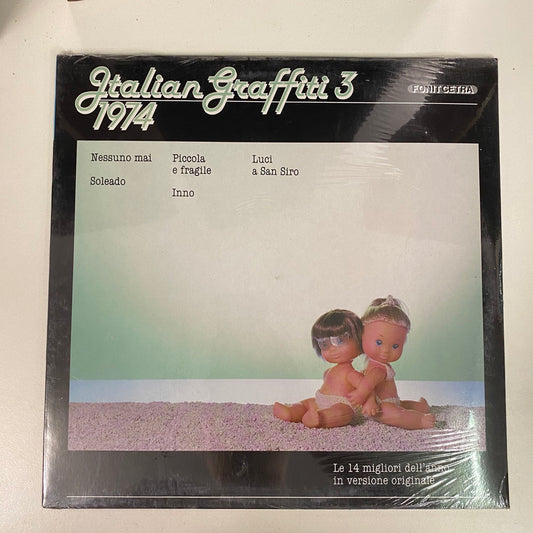 Italian Graffiti 3
1974
FONIT CETRA
Nessuno mai
Soleado
Piccola
e fragile
Inno
Luci
a San Siro
Le 14 migliori dell'anno
in versione originale